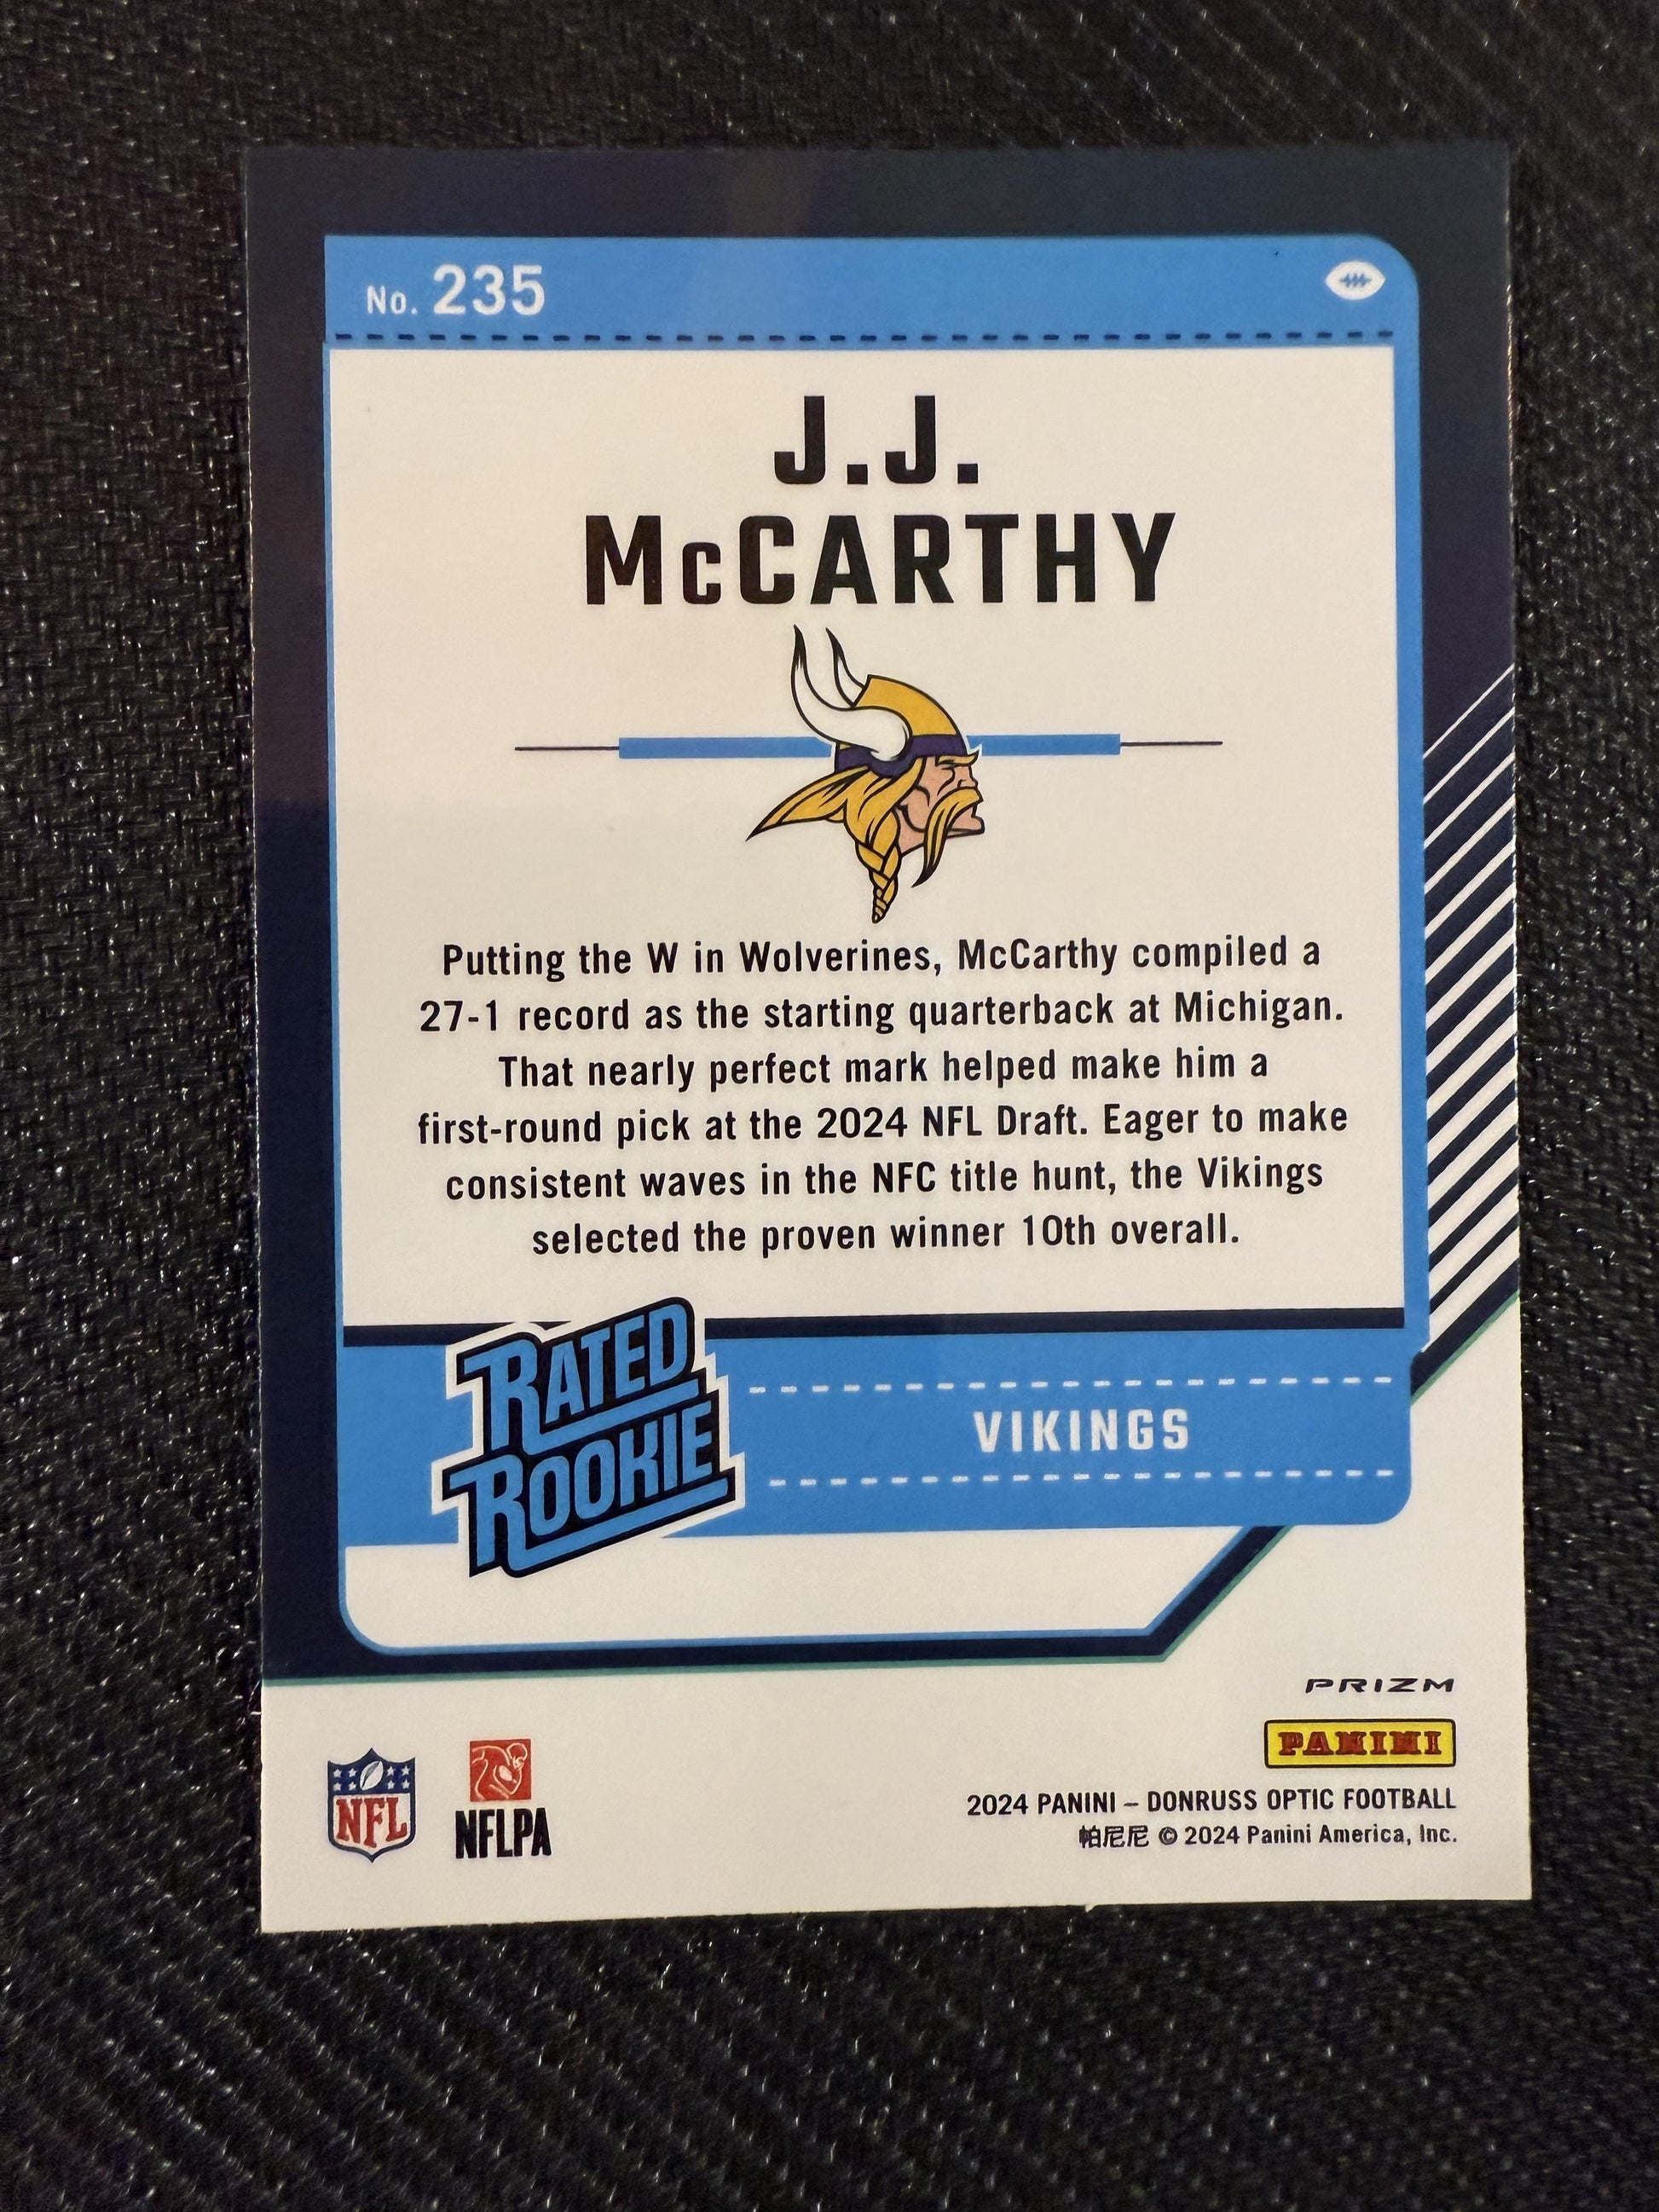 No. 235
J.J.
McCARTHY
Putting the W in Wolverines, McCarthy compiled a
27-1 record as the starting quarterback at Michigan.
That nearly perfect mark helped make him a
first-round pick at the 2024 NFL Draft. Eager to make
consistent waves in the NFC title hunt, the Vikings
selected the proven winner 10th overall.
RATED
ROOKIE
VIKINGS
PRIZM
PANINI
NFL
NFLPA
2024 PANINI – DONRUSS OPTIC FOOTBALL
帕尼尼 © 2024 Panini America, Inc.